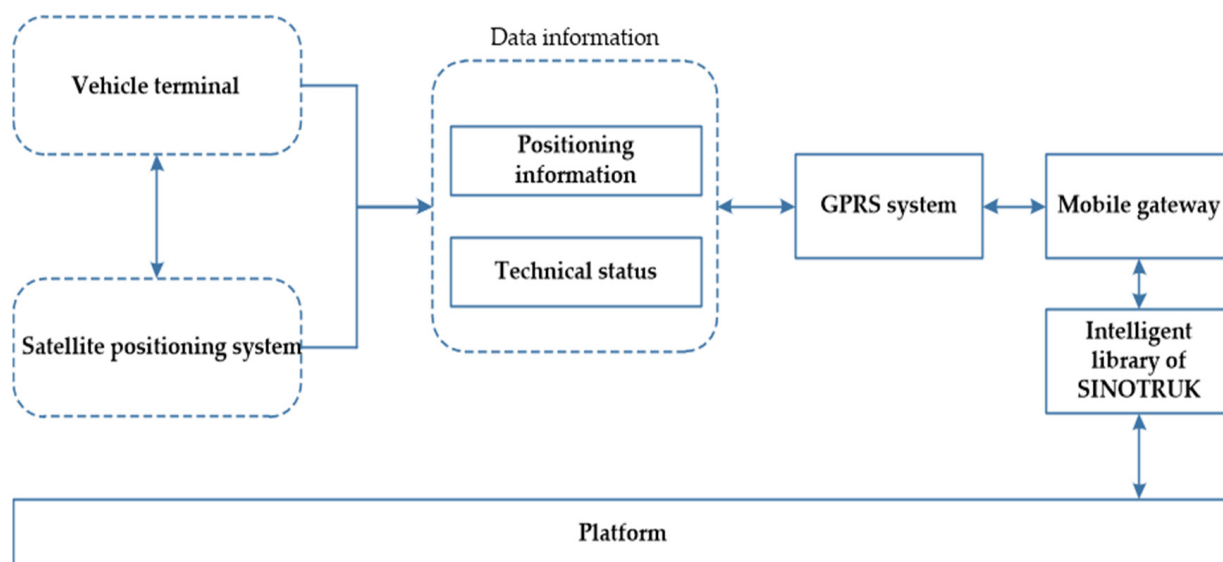 Data information
Vehicle terminal
Positioning
information
GPRS system
Mobile gateway
Technical status
Satellite positioning system
Intelligent
library of
SINOTRUK
Platform